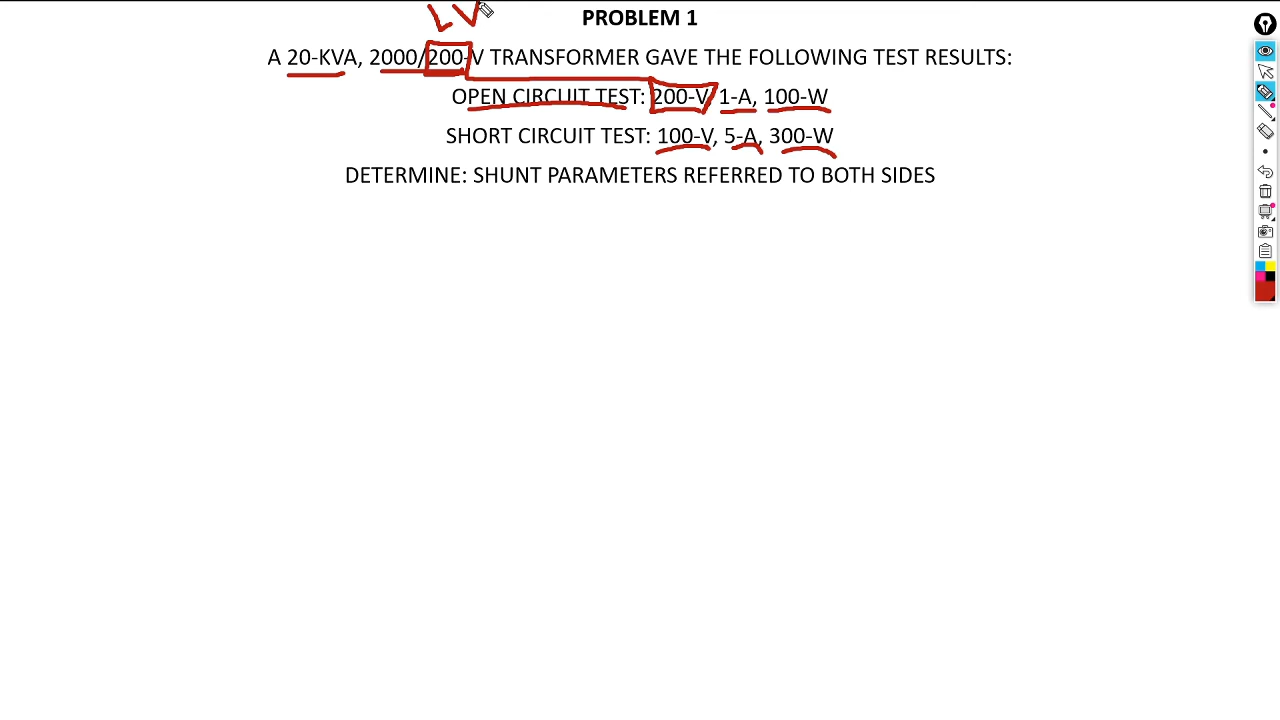 LV
PROBLEM 1
A 20-KVA, 2000/200-V TRANSFORMER GAVE THE FOLLOWING TEST RESULTS:
OPEN CIRCUIT TEST: 200-V, 1-A, 100-W
SHORT CIRCUIT TEST: 100-V, 5-A, 300-W
DETERMINE: SHUNT PARAMETERS REFERRED TO BOTH SIDES